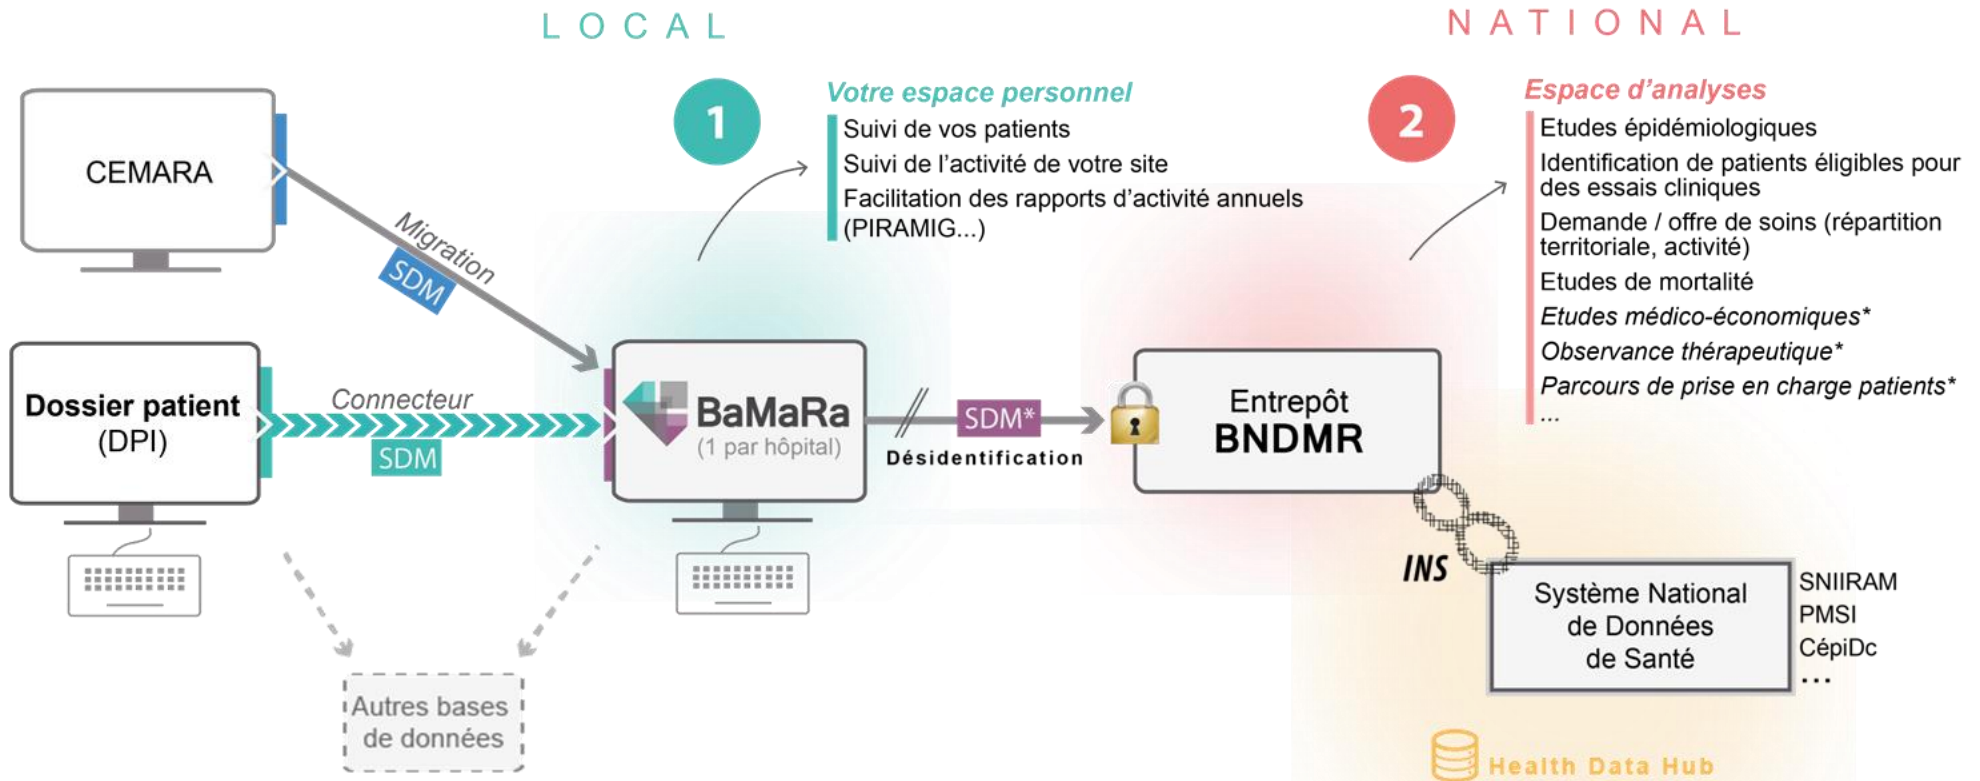 LOCAL
NATIONAL
1
Votre espace personnel
Suivi de vos patients
Suivi de l'activité de votre site
Facilitation des rapports d'activité annuels
(PIRAMIG...)
2
Espace d'analyses
Etudes épidémiologiques
Identification de patients éligibles pour
des essais cliniques
Demande / offre de soins (répartition
territoriale, activité)
Etudes de mortalité
Etudes médico-économiques*
Observance thérapeutique*
Parcours de prise en charge patients*
...
CEMARA
Migration
SDM
Dossier patient
(DPI)
Connecteur
SDM
BaMaRa
(1 par hôpital)
SDM*
Désidentification
Entrepôt
BNDMR
INS
Système National
de Données
de Santé
SNIIRAM
PMSI
CépiDc
...
Autres bases
de données
Health Data Hub